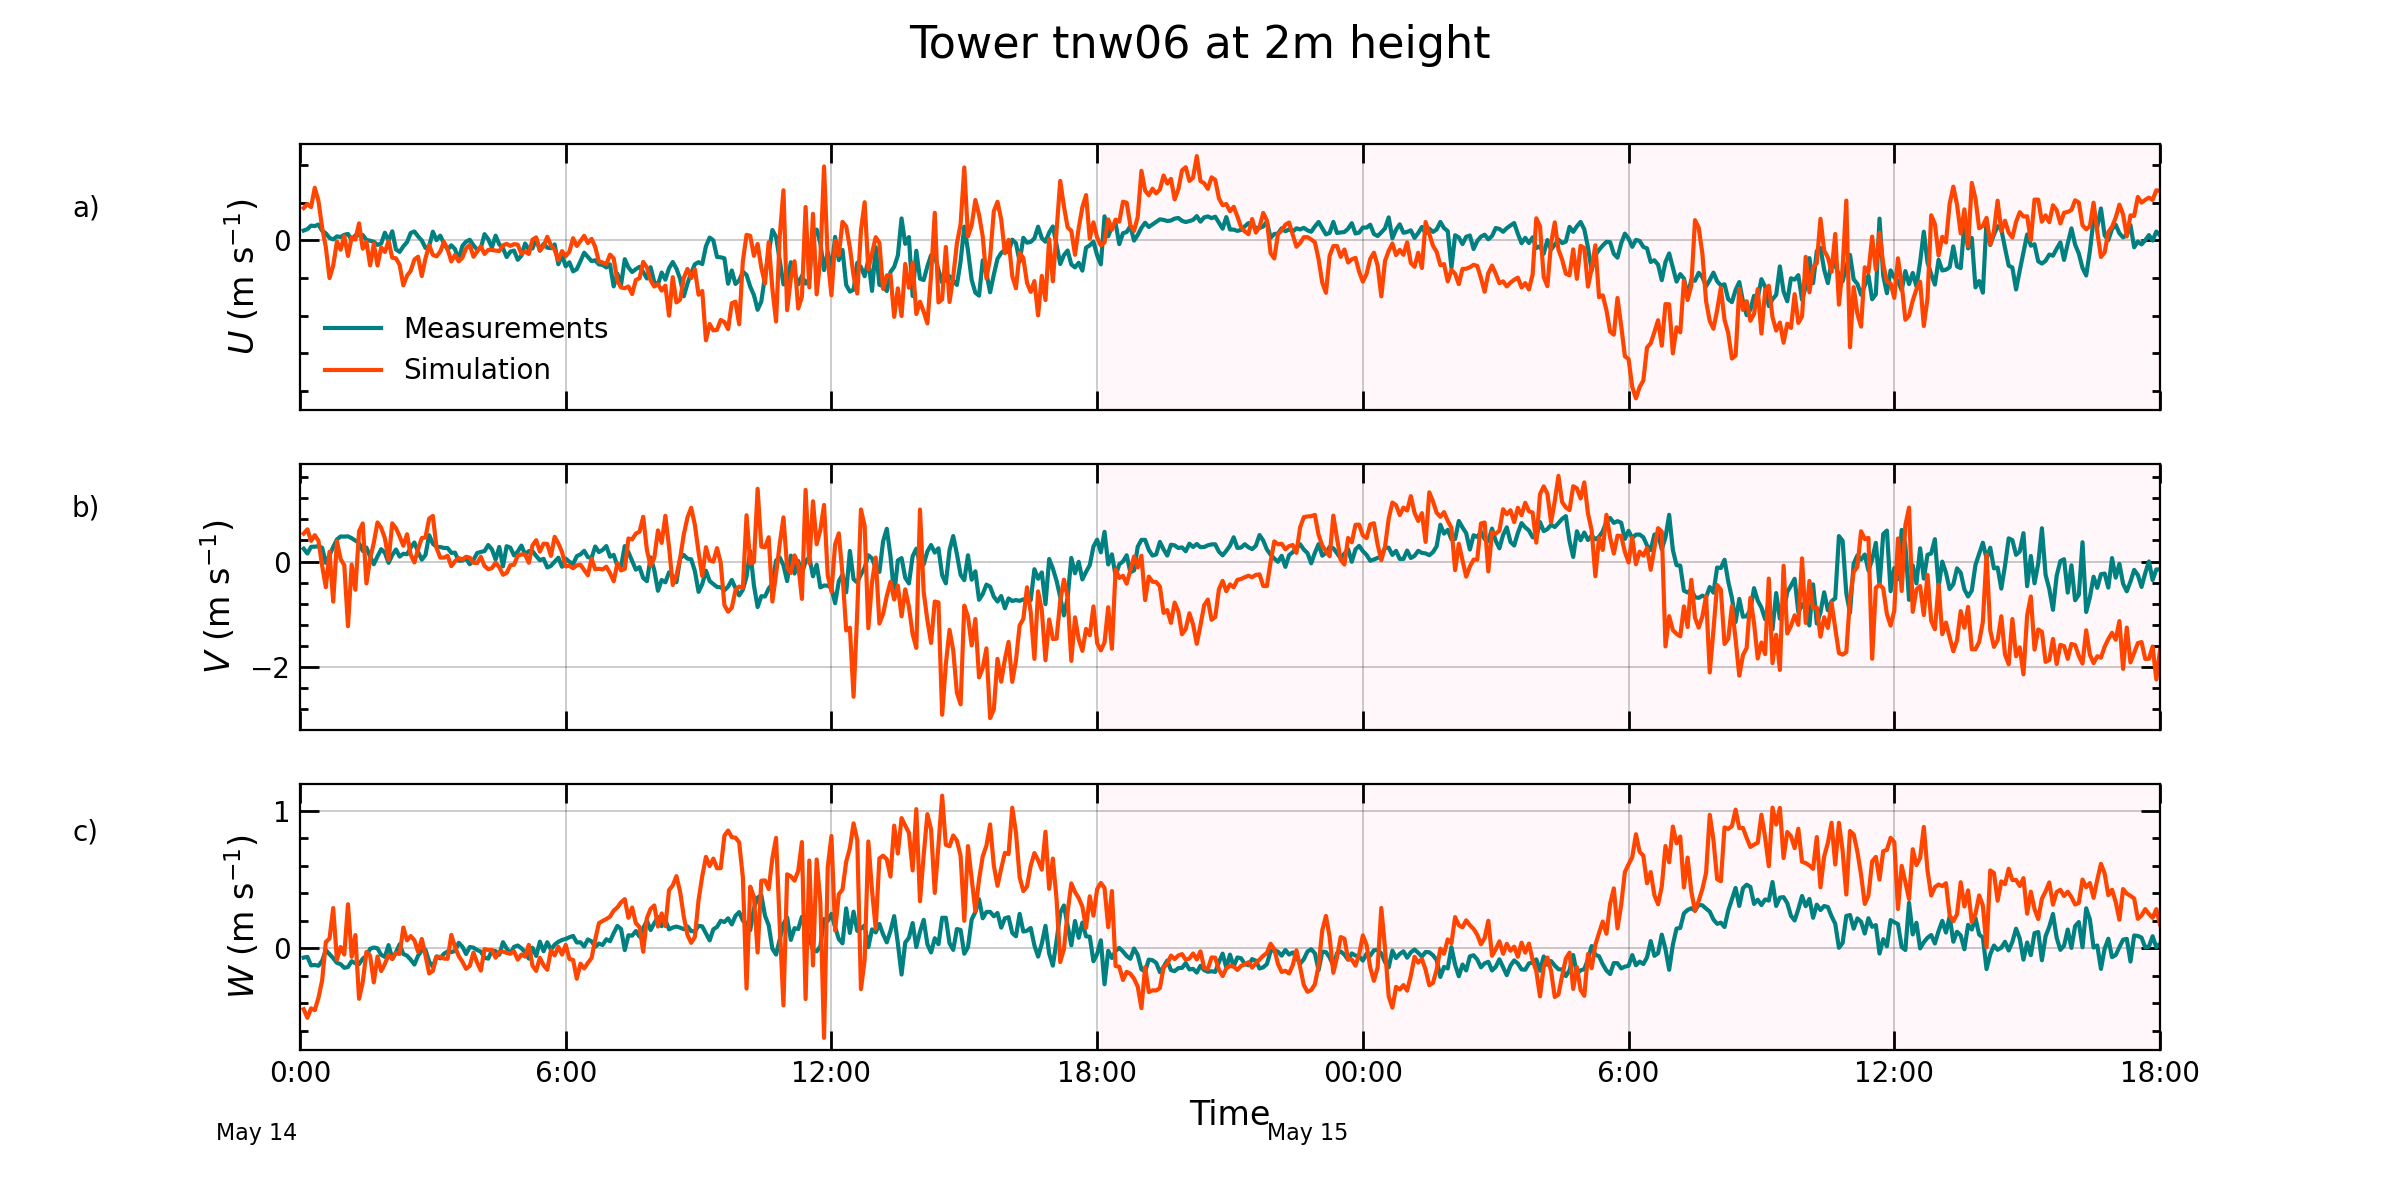 Tower tnw06 at 2m height
a)
U (m s⁻¹)
0
Measurements
Simulation
b)
V (m s⁻¹)
0
−2
c)
W (m s⁻¹)
1
0
0:00 6:00 12:00 18:00 00:00 6:00 12:00 18:00
Time
May 14 May 15